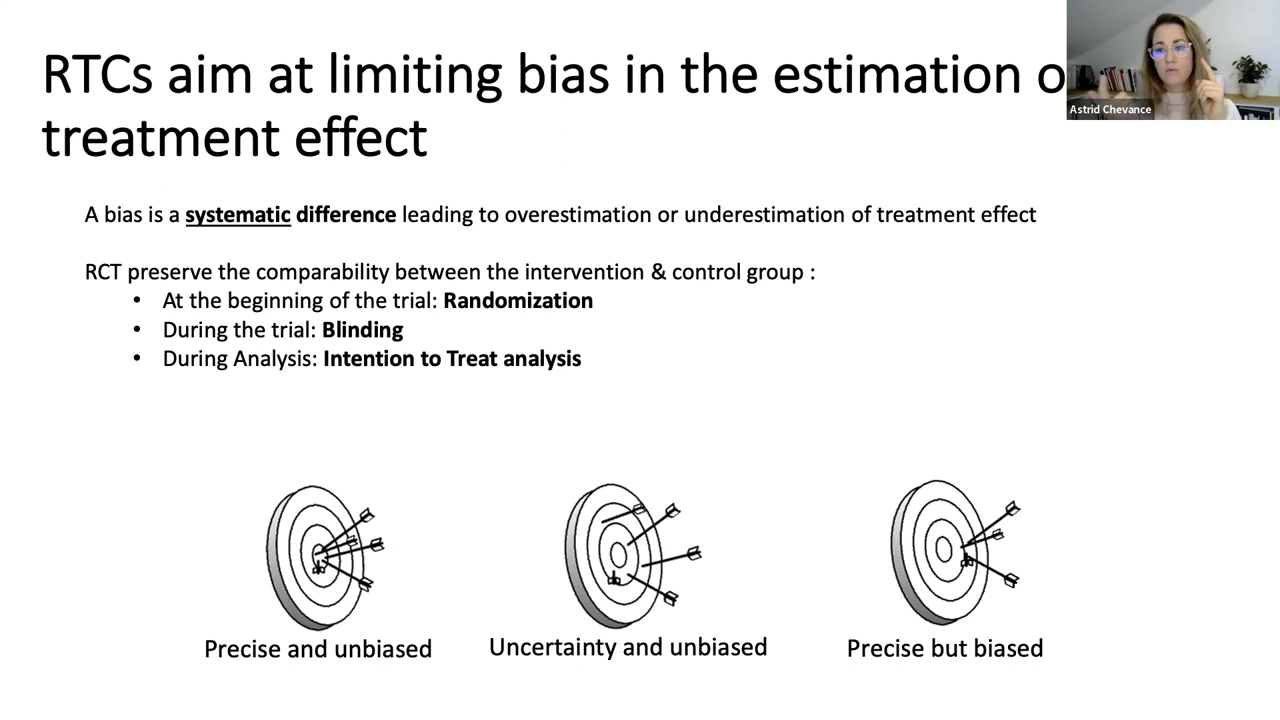 RTCs aim at limiting bias in the estimation o
treatment effect
Astrid Chevance
A bias is a systematic difference leading to overestimation or underestimation of treatment effect
RCT preserve the comparability between the intervention & control group :
• At the beginning of the trial: Randomization
• During the trial: Blinding
• During Analysis: Intention to Treat analysis
Precise and unbiased
Uncertainty and unbiased
Precise but biased